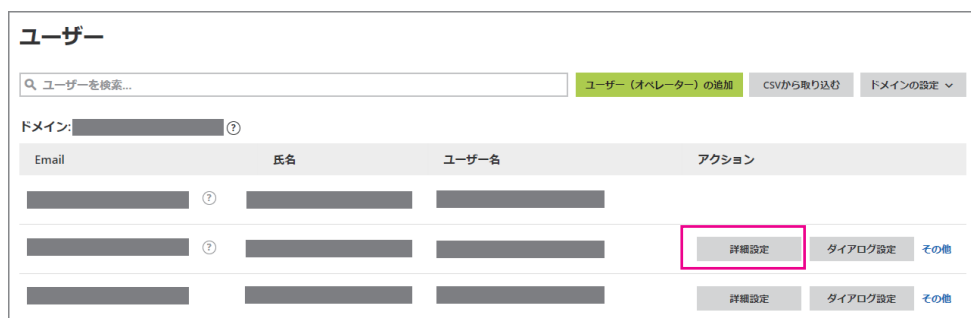 ユーザー
ユーザーを検索... ユーザー（オペレーター）の追加 CSVから取り込む ドメインの設定
ドメイン: ?
Email 氏名 ユーザー名 アクション
?
? 詳細設定 ダイアログ設定 その他
詳細設定 ダイアログ設定 その他